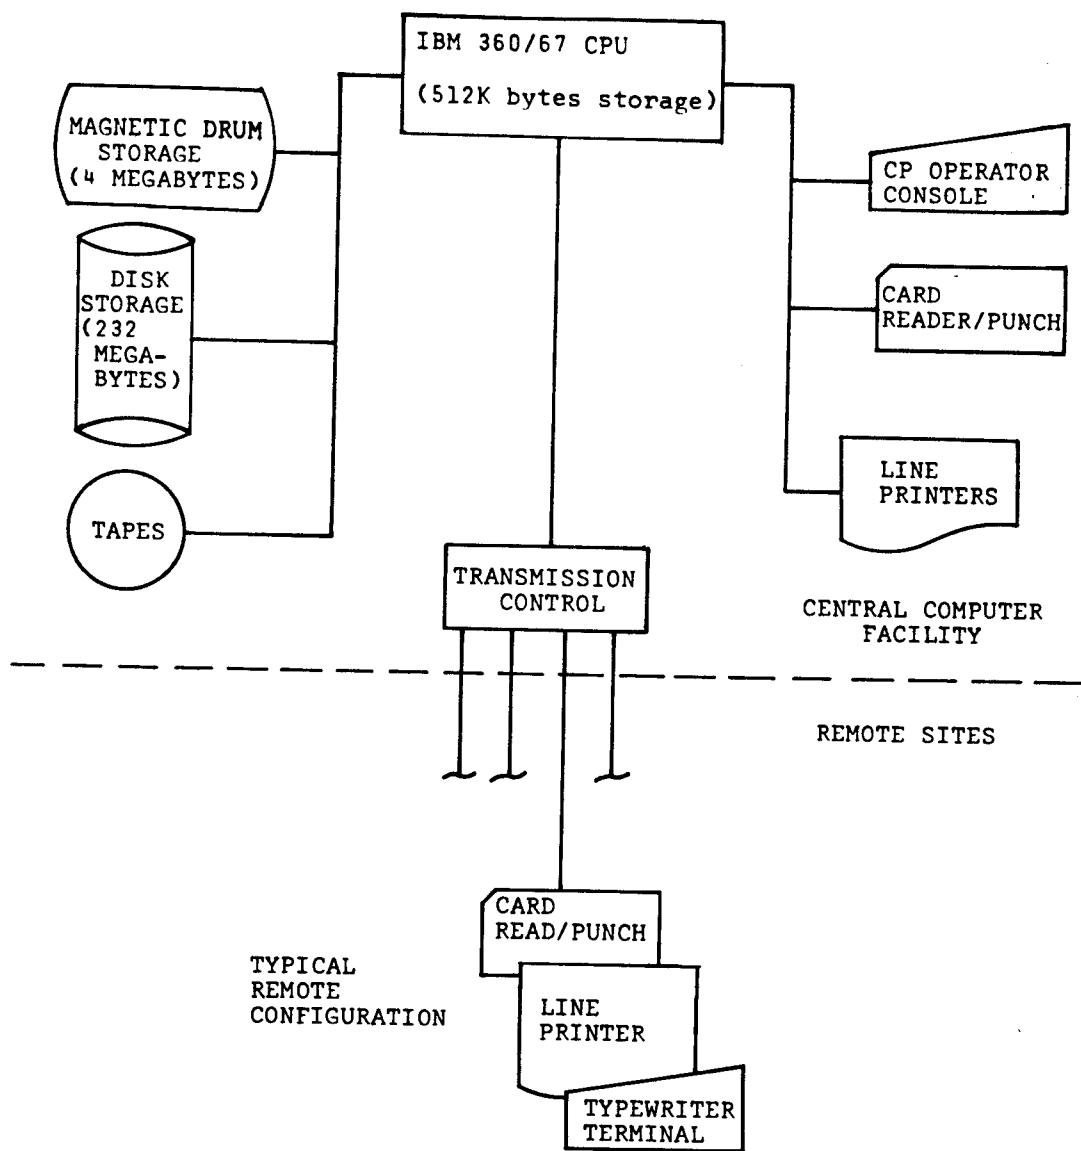 IBM 360/67 CPU
(512K bytes storage)
MAGNETIC DRUM
STORAGE
(4 MEGABYTES)
DISK
STORAGE
(232
MEGA-
BYTES)
TAPES
CP OPERATOR
CONSOLE
CARD
READER/PUNCH
LINE
PRINTERS
TRANSMISSION
CONTROL
CENTRAL COMPUTER
FACILITY
REMOTE SITES
CARD
READ/PUNCH
TYPICAL
REMOTE
CONFIGURATION
LINE
PRINTER
TYPEWRITER
TERMINAL